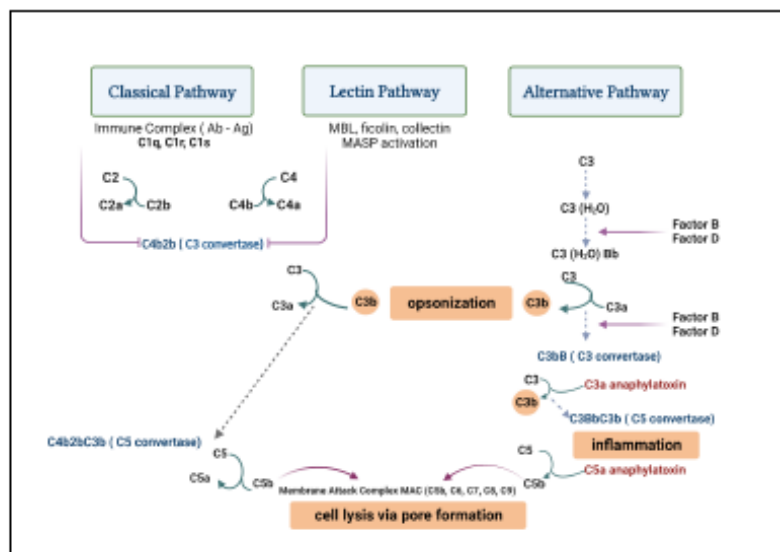 Classical Pathway
Lectin Pathway
Alternative Pathway
Immune Complex ( Ab - Ag)
C1q, C1r, C1s
MBL, ficolin, collectin
MASP activation
C2
C2a
C2b
C4
C4b
C4a
C4b2b ( C3 convertase)
C3
C3 (H₂O)
Factor B
Factor D
C3 (H₂O) Bb
C3
C3a
C3b
opsonization
C3b
C3
C3a
Factor B
Factor D
C3bB ( C3 convertase)
C3
C3a anaphylatoxin
C3b
C3BbC3b ( C5 convertase)
inflammation
C4b2bC3b ( C5 convertase)
C5
C5a
C5b
C5
C5a anaphylatoxin
C5b
Membrane Attack Complex MAC (C5b, C6, C7, C8, C9)
cell lysis via pore formation